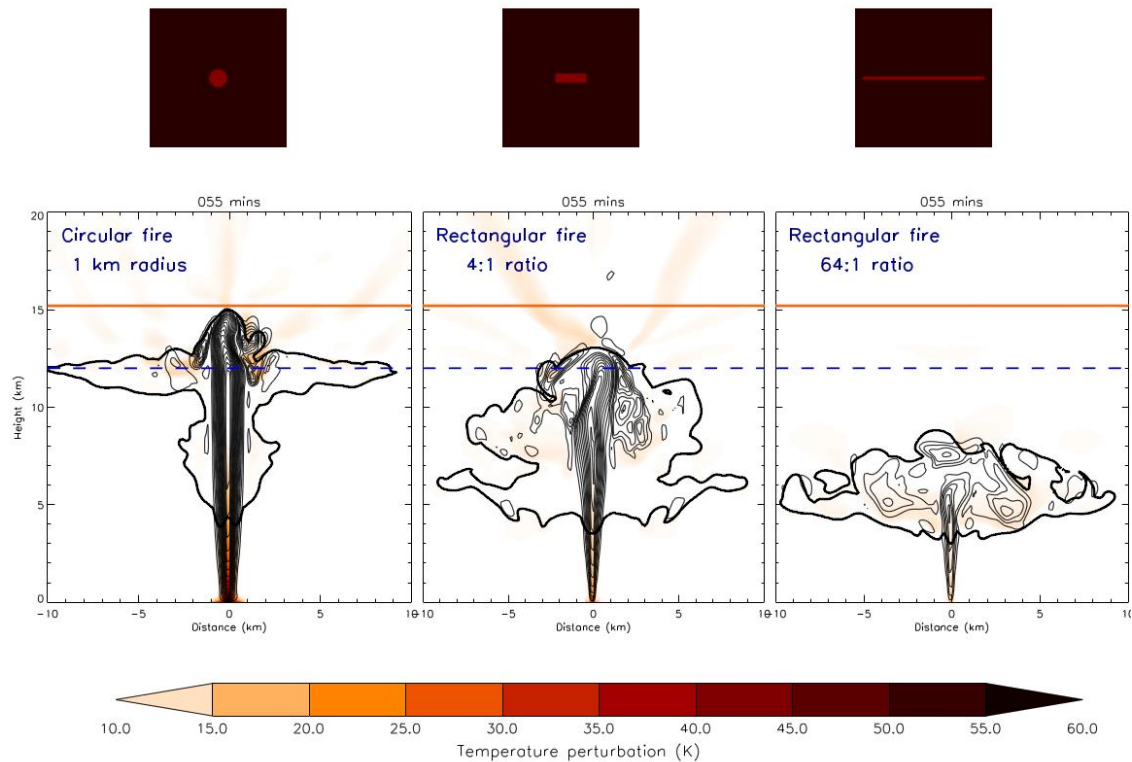 055 mins
055 mins
055 mins
Circular fire
1 km radius
Rectangular fire
4:1 ratio
Rectangular fire
64:1 ratio
20
15
10
5
0
Height (km)
-10 -5 0 5 10
-10 -5 0 5 10
-10 -5 0 5 10
Distance (km)
Distance (km)
Distance (km)
10.0 15.0 20.0 25.0 30.0 35.0 40.0 45.0 50.0 55.0 60.0
Temperature perturbation (K)